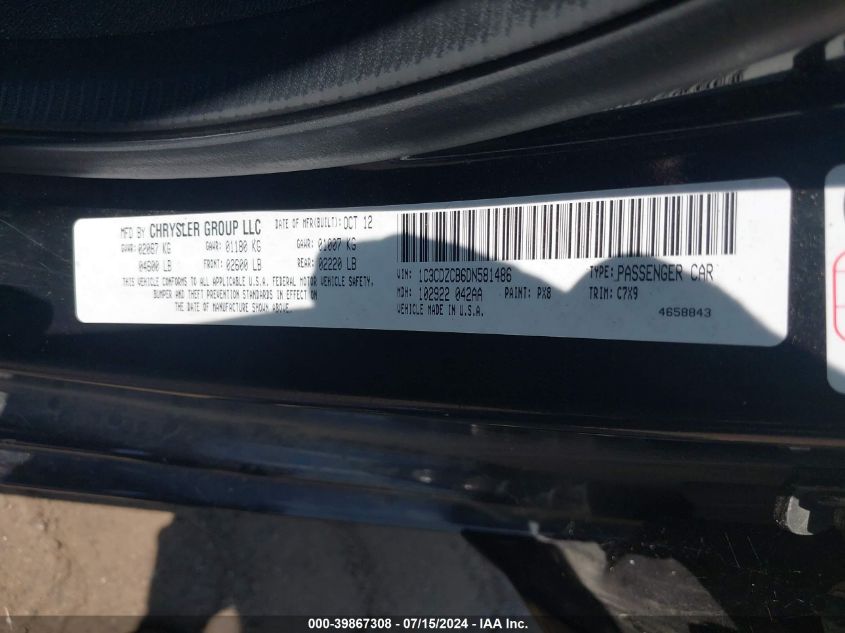 MFD BY CHRYSLER GROUP LLC DATE OF MFR(BUILT): OCT 12
GVWR: 02087 KG GAWR: 01180 KG GAWR: 01007 KG
04600 LB FRONT: 02600 LB REAR: 02220 LB
THIS VEHICLE CONFORMS TO ALL APPLICABLE U.S.A. FEDERAL MOTOR VEHICLE SAFETY,
BUMPER AND THEFT PREVENTION STANDARDS IN EFFECT ON
THE DATE OF MANUFACTURE SHOWN ABOVE.
VIN: 1C3CDZCB6DN581486 TYPE: PASSENGER CAR
MDH: 102922 042AA PAINT: PX8 TRIM: C7X9
VEHICLE MADE IN U.S.A.
4658843
000-39867308 - 07/15/2024 - IAA Inc.